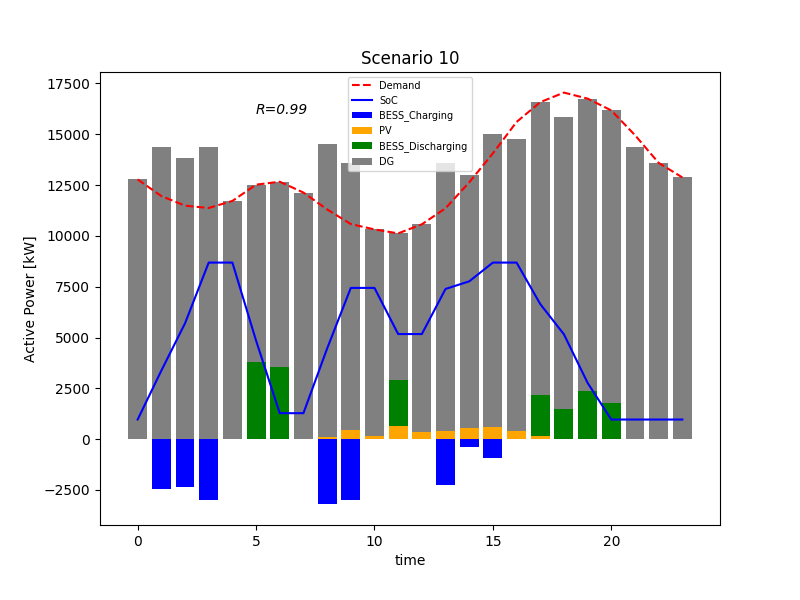 Scenario 10
R=0.99
Demand
SoC
BESS_Charging
PV
BESS_Discharging
DG
Active Power [kW]
17500
15000
12500
10000
7500
5000
2500
0
−2500
0 5 10 15 20
time